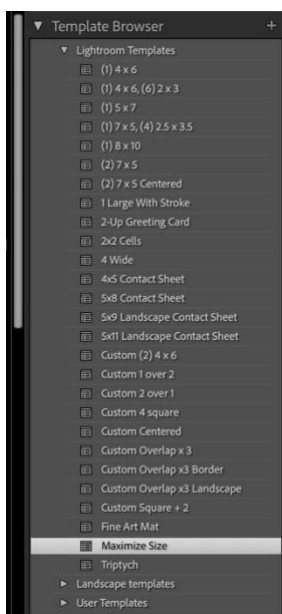 Template Browser +
Lightroom Templates
(1) 4 x 6
(1) 4 x 6, (6) 2 x 3
(1) 5 x 7
(1) 7 x 5, (4) 2.5 x 3.5
(1) 8 x 10
(2) 7 x 5
(2) 7 x 5 Centered
1 Large With Stroke
2-Up Greeting Card
2x2 Cells
4 Wide
4x5 Contact Sheet
5x8 Contact Sheet
5x9 Landscape Contact Sheet
5x11 Landscape Contact Sheet
Custom (2) 4 x 6
Custom 1 over 2
Custom 2 over 1
Custom 4 square
Custom Centered
Custom Overlap x 3
Custom Overlap x3 Border
Custom Overlap x3 Landscape
Custom Square + 2
Fine Art Mat
Maximize Size
Triptych
Landscape templates
User Templates